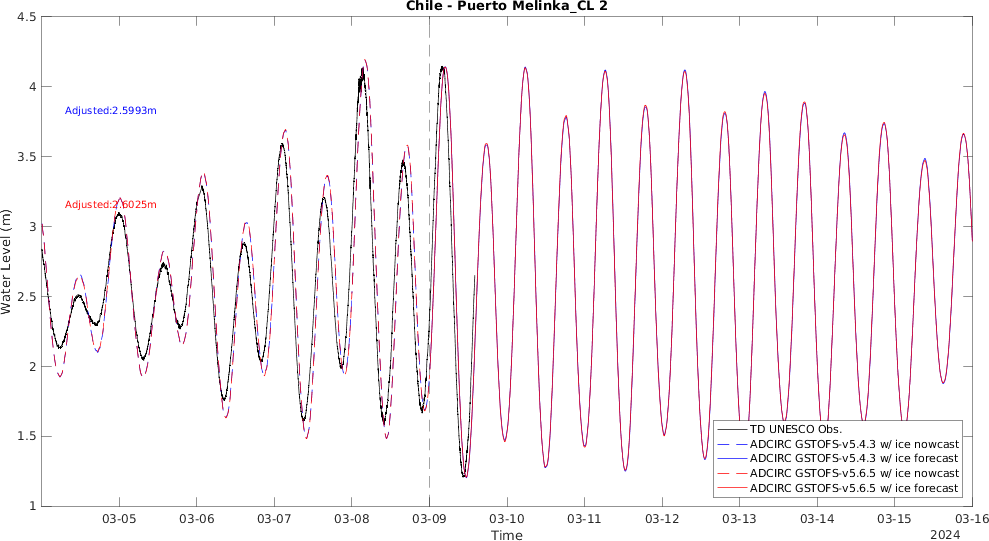 Chile - Puerto Melinka_CL 2
4.5
4
3.5
3
2.5
2
1.5
1
Water Level (m)
Adjusted:2.5993m
Adjusted:2.6025m
TD UNESCO Obs.
ADCIRC GSTOFS-v5.4.3 w/ ice nowcast
ADCIRC GSTOFS-v5.4.3 w/ ice forecast
ADCIRC GSTOFS-v5.6.5 w/ ice nowcast
ADCIRC GSTOFS-v5.6.5 w/ ice forecast
03-05 03-06 03-07 03-08 03-09 03-10 03-11 03-12 03-13 03-14 03-15 03-16
Time
2024